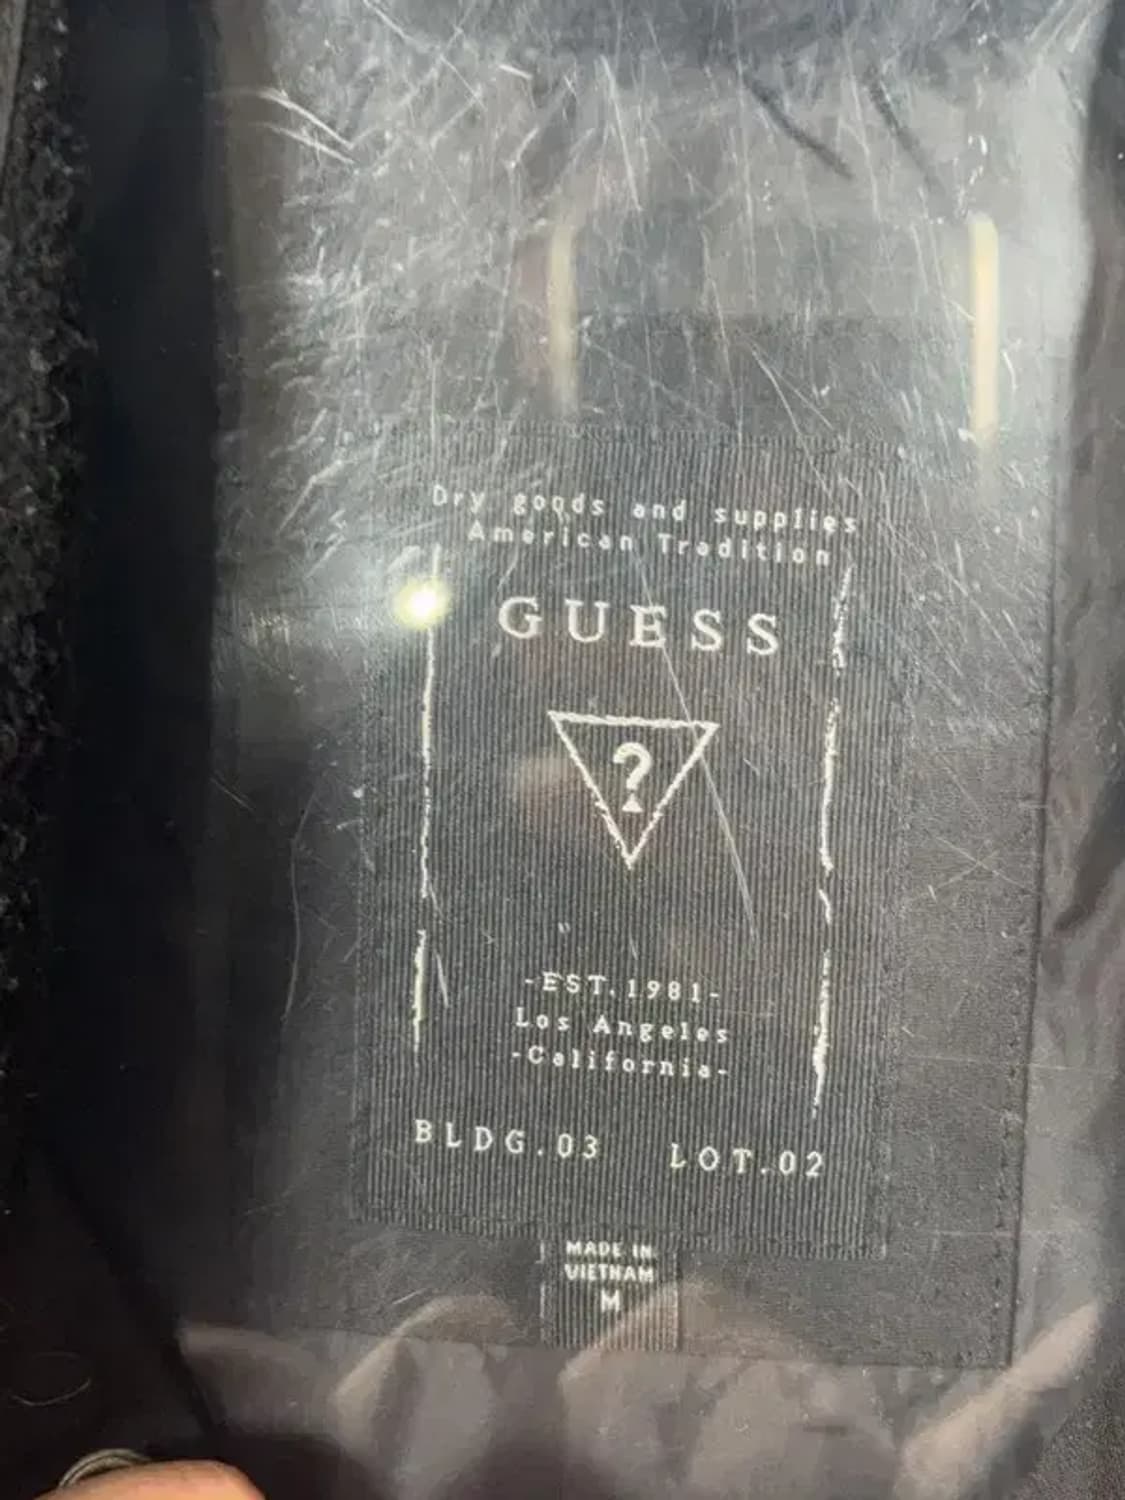 Dry goods and supplies
American Tradition
GUESS
?
-EST.1981-
Los Angeles
-California-
BLDG.03 LOT.02
MADE IN
VIETNAM
M